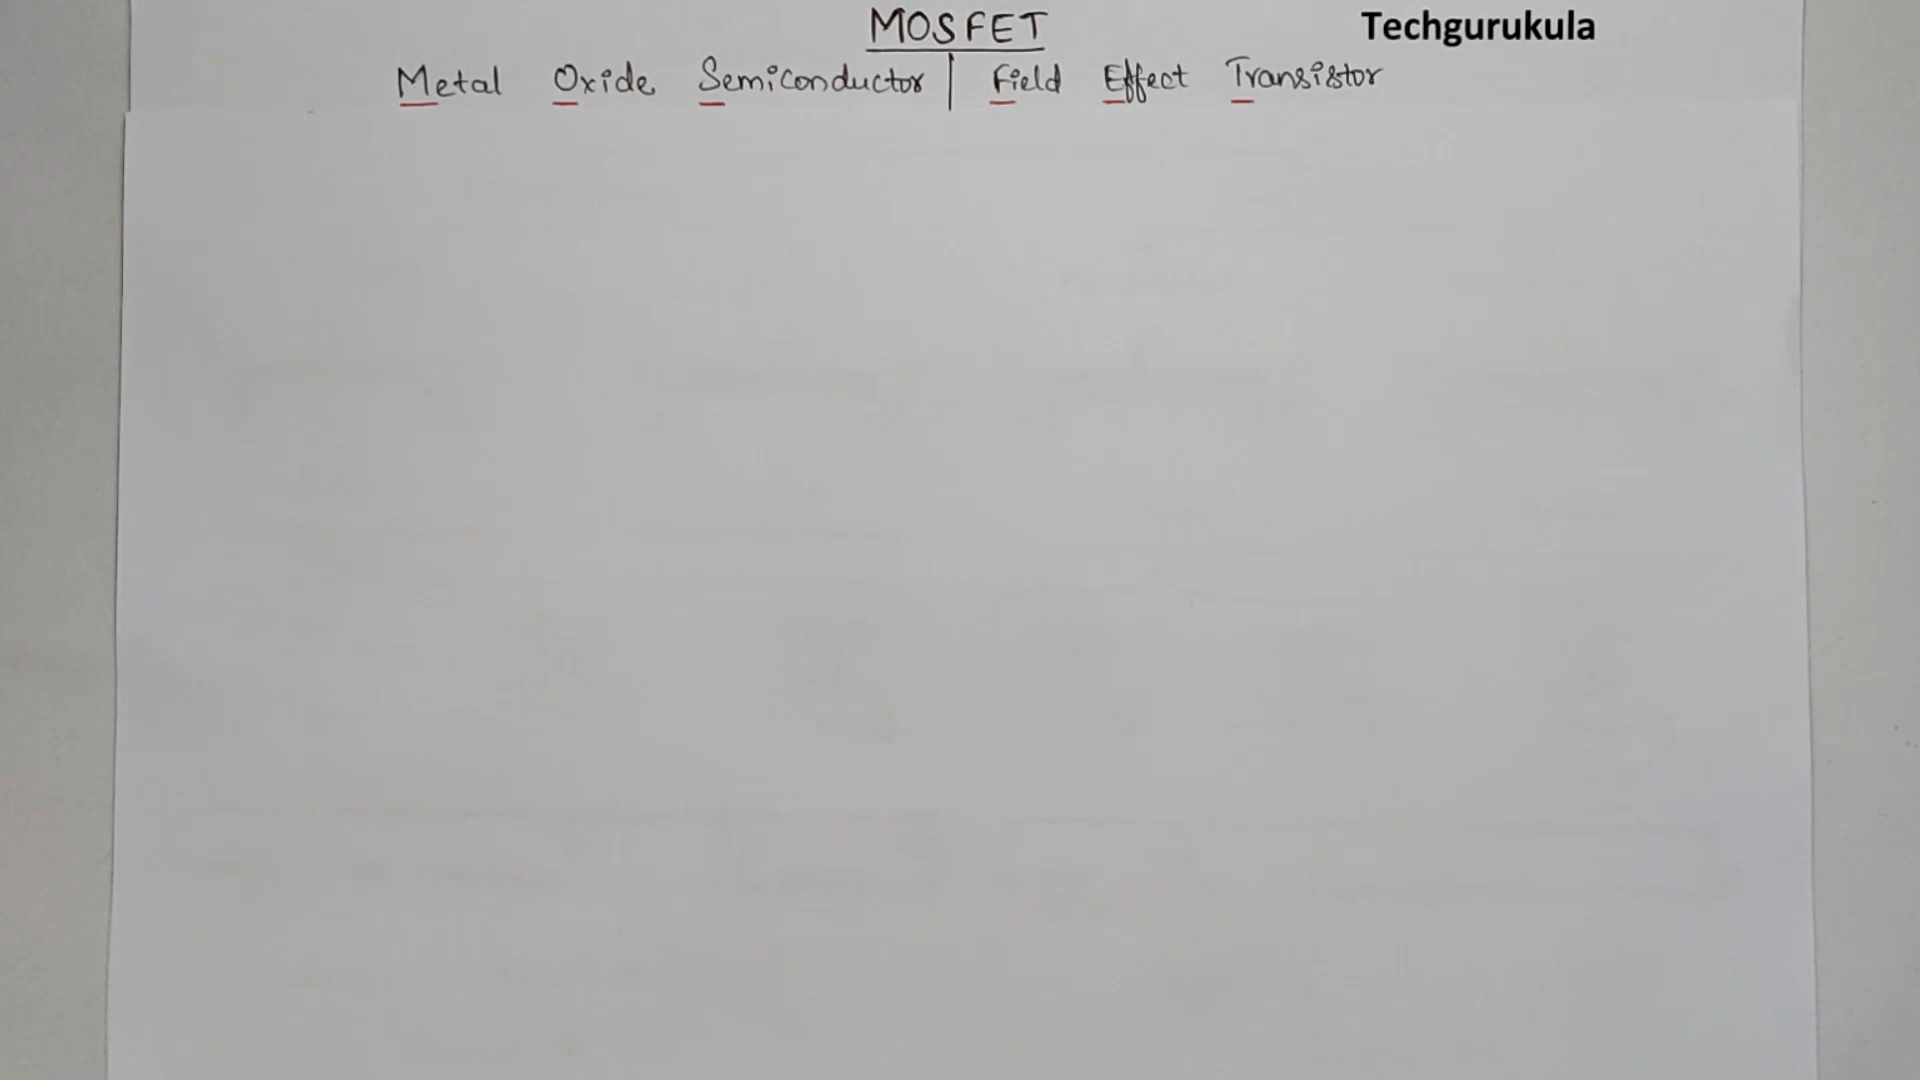 MOSFET Techgurukula
Metal Oxide Semiconductor | Field Effect Transistor